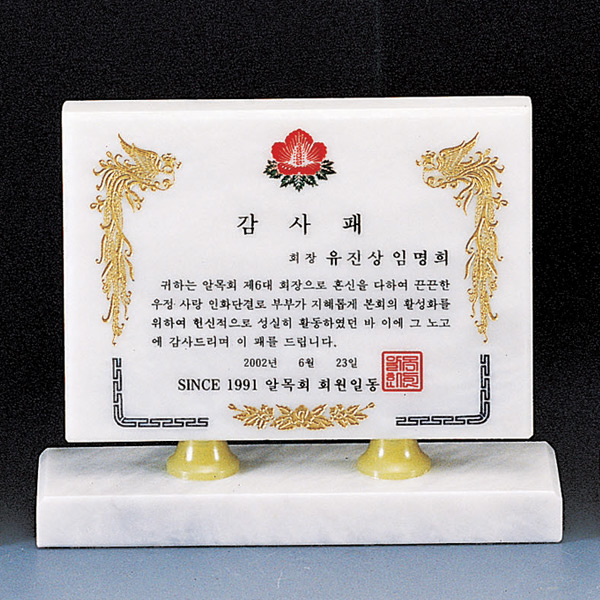 감 사 패
회장 유진상 임명희
귀하는 알목회 제6대 회장으로 혼신을 다하여 끈끈한
우정 사랑 인화단결로 부부가 지혜롭게 본회의 활성화를
위하여 헌신적으로 성실히 활동하였던 바 이에 그 노고
에 감사드리며 이 패를 드립니다.
2002년 6월 23일
SINCE 1991 알목회 회원일동